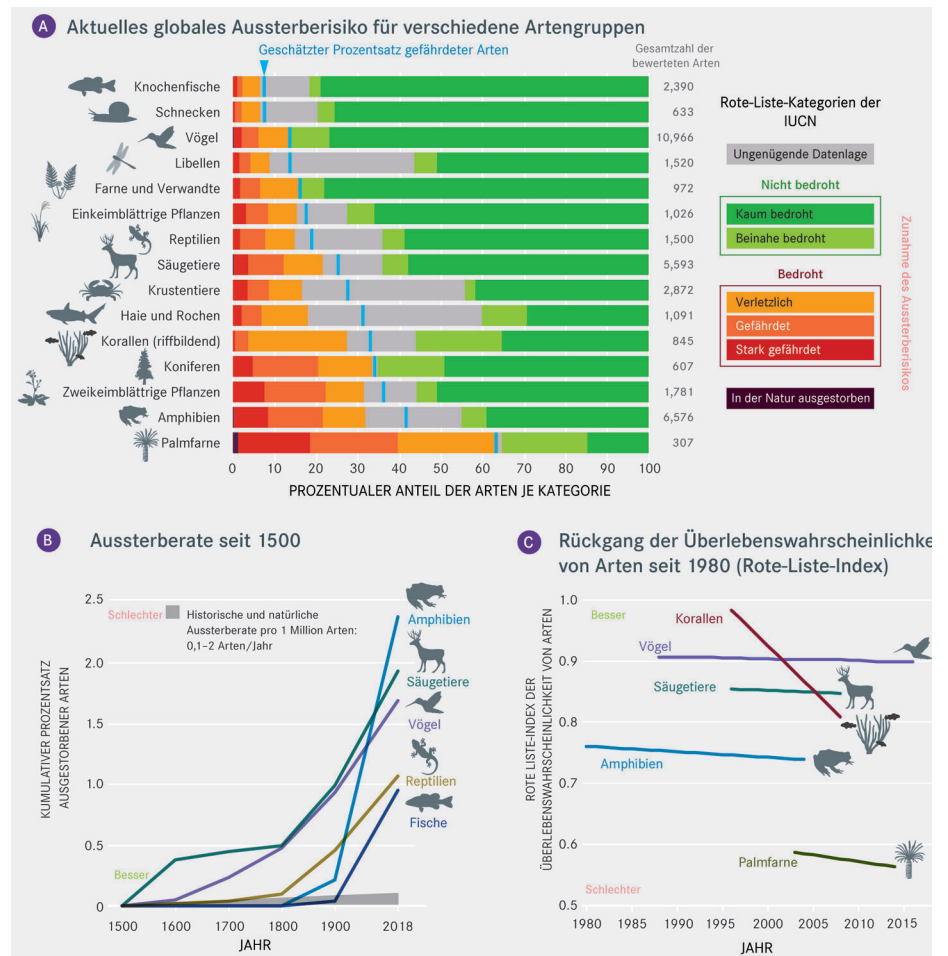 A Aktuelles globales Aussterberisiko für verschiedene Artengruppen
Geschätzter Prozentsatz gefährdeter Arten
Gesamtzahl der
bewerteten Arten
Knochenfische 2,390
Schnecken 633
Vögel 10,966
Libellen 1,520
Farne und Verwandte 972
Einkeimblättrige Pflanzen 1,026
Reptilien 1,500
Säugetiere 5,593
Krustentiere 2,872
Haie und Rochen 1,091
Korallen (riffbildend) 845
Koniferen 607
Zweikeimblättrige Pflanzen 1,781
Amphibien 6,576
Palmfarne 307
0 10 20 30 40 50 60 70 80 90 100
PROZENTUALER ANTEIL DER ARTEN JE KATEGORIE
Rote-Liste-Kategorien der
IUCN
Ungenügende Datenlage
Nicht bedroht
Kaum bedroht
Beinahe bedroht
Bedroht
Verletzlich
Gefährdet
Stark gefährdet
In der Natur ausgestorben
Zunahme des Aussterberisikos
B Aussterberate seit 1500
2.5
2.0
1.5
1.0
0.5
0
KUMULATIVER PROZENTSATZ
AUSGESTORBENER ARTEN
Schlechter
Historische und natürliche
Aussterberate pro 1 Million Arten:
0,1–2 Arten/Jahr
Amphibien
Säugetiere
Vögel
Reptilien
Fische
Besser
1500 1600 1700 1800 1900 2018
JAHR
C Rückgang der Überlebenswahrscheinlichke
von Arten seit 1980 (Rote-Liste-Index)
1.0
0.9
0.8
0.7
0.6
0.5
ROTE LISTE-INDEX DER
ÜBERLEBENSWAHRSCHEINLICHKEIT VON ARTEN
Besser
Korallen
Vögel
Säugetiere
Amphibien
Palmfarne
Schlechter
1980 1985 1990 1995 2000 2005 2010 2015
JAHR